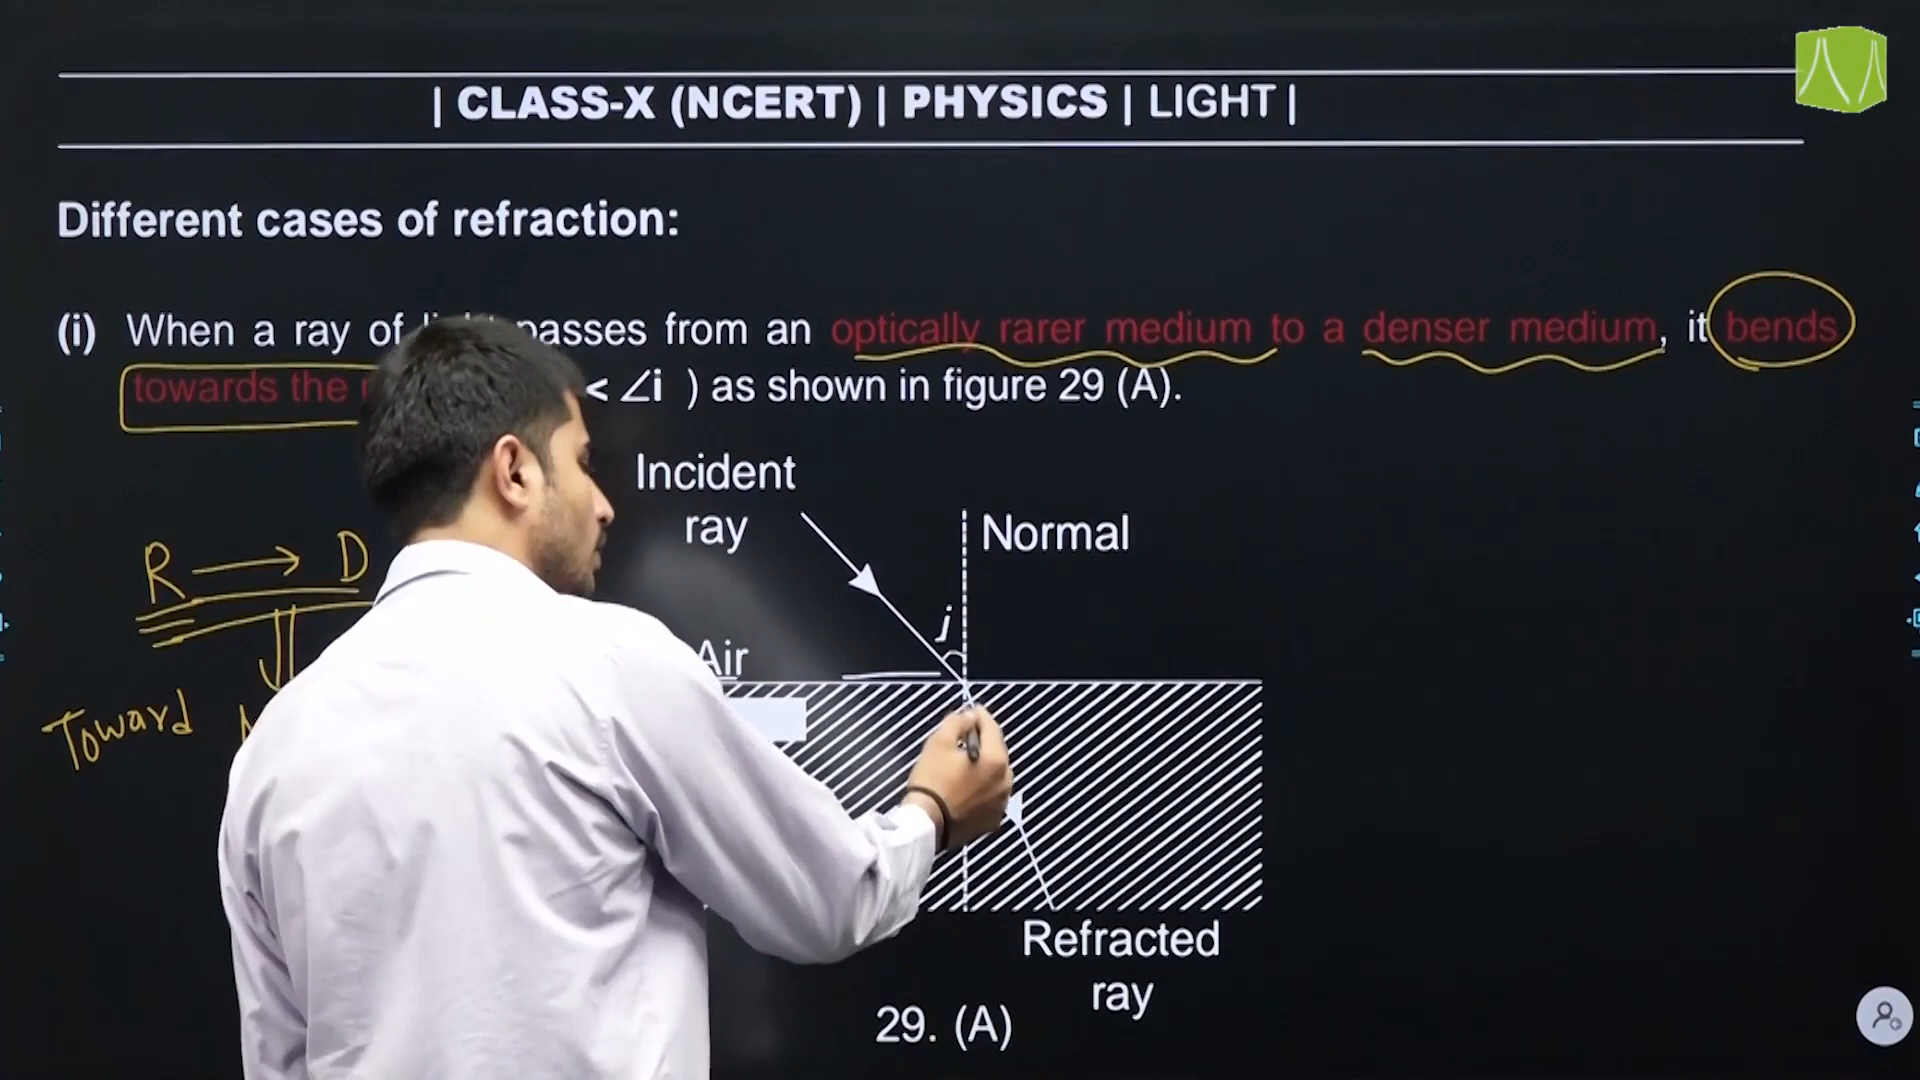 | CLASS-X (NCERT) | PHYSICS | LIGHT |
Different cases of refraction:
(i) When a ray of passes from an optically rarer medium to a denser medium, it bends
towards the < ∠i ) as shown in figure 29 (A).
Incident
ray
Normal
R → D
i
Air
Toward
Refracted
ray
29. (A)